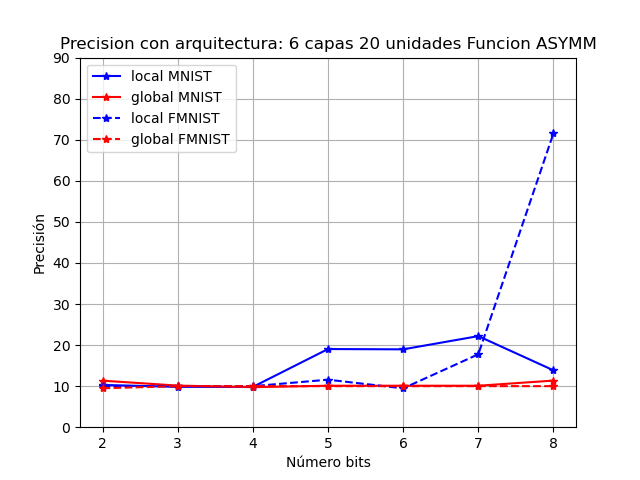 Precision con arquitectura: 6 capas 20 unidades Funcion ASYMM
local MNIST
global MNIST
local FMNIST
global FMNIST
Precisión
90
80
70
60
50
40
30
20
10
0
2 3 4 5 6 7 8
Número bits